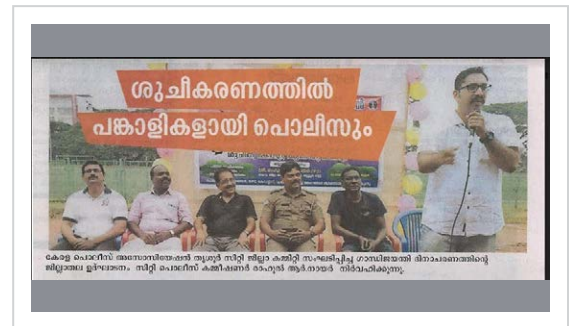 ശുചീകരണത്തിൽ
പങ്കാളികളായി പൊലീസും
കേരള പൊലീസ് അസോസിയേഷൻ തൃശൂർ സിറ്റി ജില്ലാ കമ്മിറ്റി സംഘടിപ്പിച്ച ഗാന്ധിജയന്തി ദിനാചരണത്തിന്റെ
ജില്ലാതല ഉദ്ഘാടനം സിറ്റി പൊലീസ് കമ്മീഷണർ രാഹുൽ ആർ.നായർ നിർവഹിക്കുന്നു.